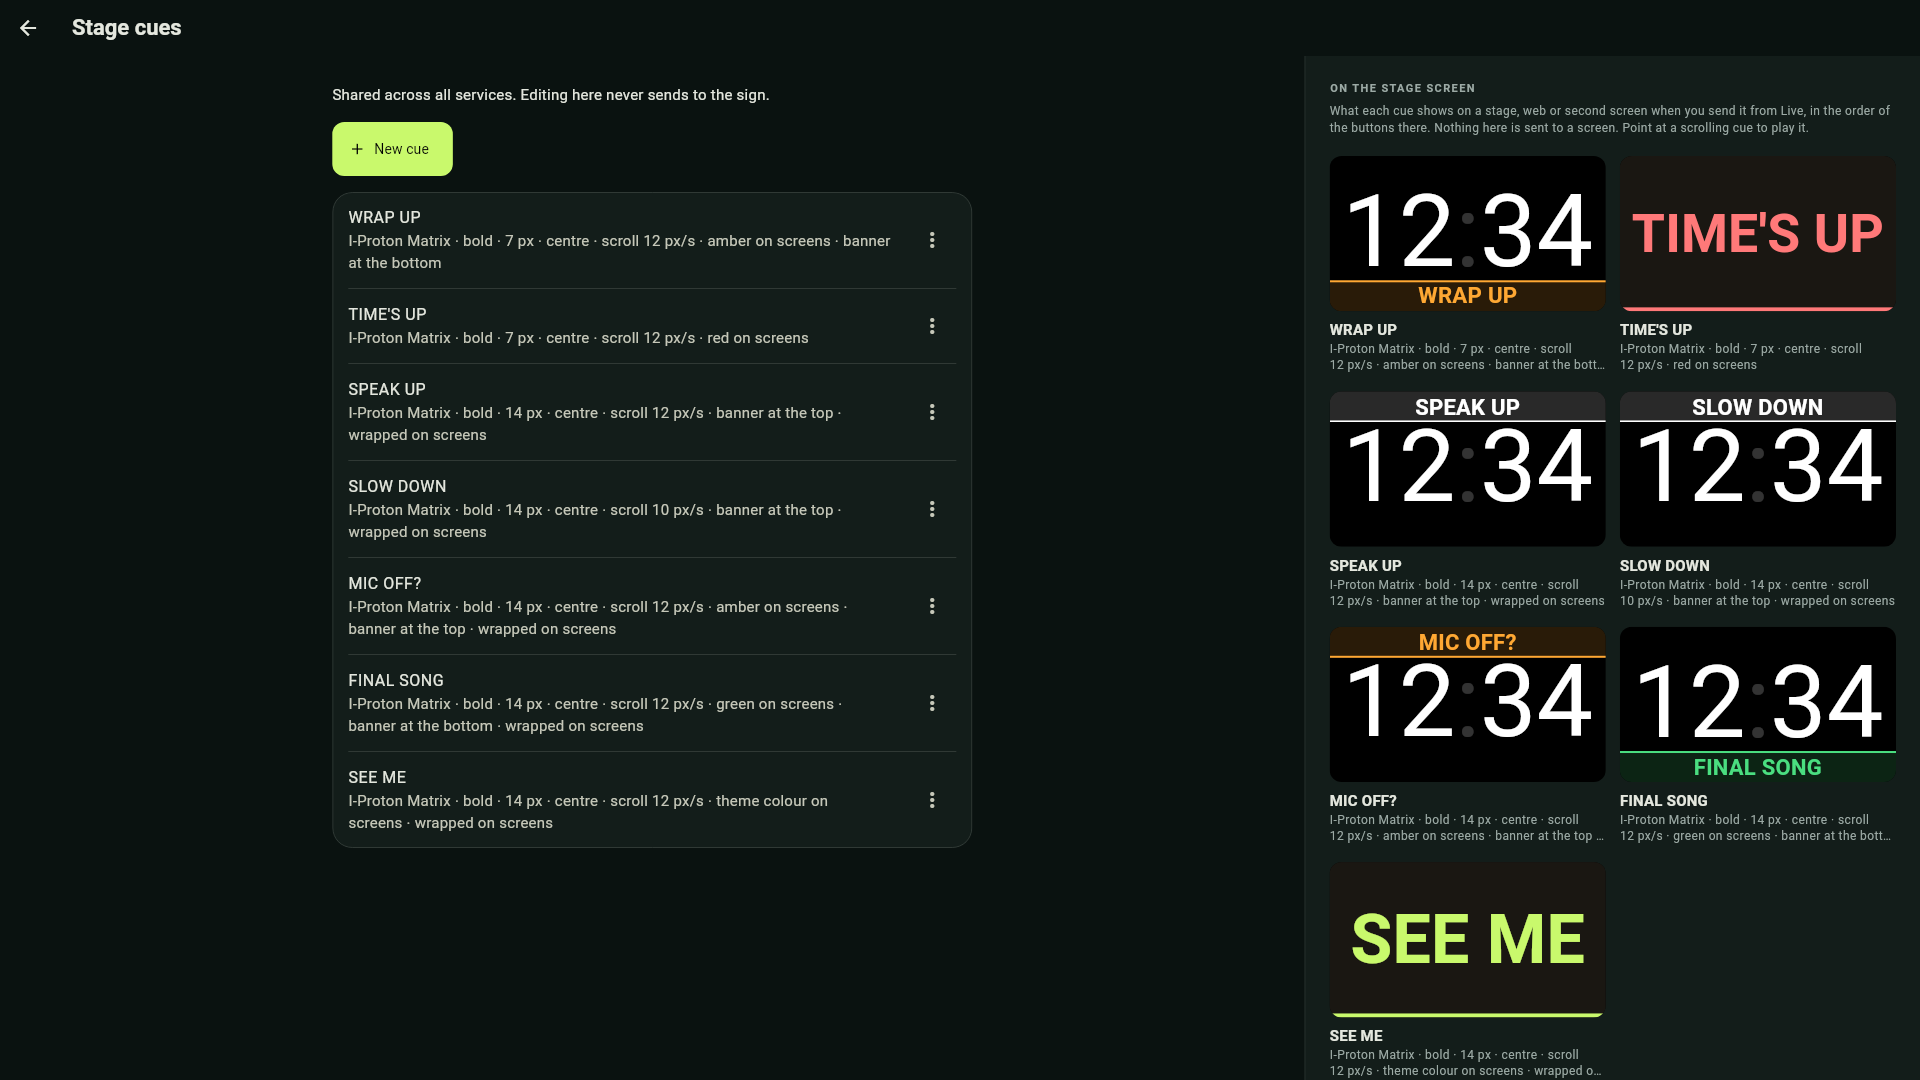 Stage cues
Shared across all services. Editing here never sends to the sign.
+ New cue
WRAP UP
I-Proton Matrix · bold · 7 px · centre · scroll 12 px/s · amber on screens · banner
at the bottom
TIME'S UP
I-Proton Matrix · bold · 7 px · centre · scroll 12 px/s · red on screens
SPEAK UP
I-Proton Matrix · bold · 14 px · centre · scroll 12 px/s · banner at the top ·
wrapped on screens
SLOW DOWN
I-Proton Matrix · bold · 14 px · centre · scroll 10 px/s · banner at the top ·
wrapped on screens
MIC OFF?
I-Proton Matrix · bold · 14 px · centre · scroll 12 px/s · amber on screens ·
banner at the top · wrapped on screens
FINAL SONG
I-Proton Matrix · bold · 14 px · centre · scroll 12 px/s · green on screens ·
banner at the bottom · wrapped on screens
SEE ME
I-Proton Matrix · bold · 14 px · centre · scroll 12 px/s · theme colour on
screens · wrapped on screens
ON THE STAGE SCREEN
What each cue shows on a stage, web or second screen when you send it from Live, in the order of
the buttons there. Nothing here is sent to a screen. Point at a scrolling cue to play it.
12:34
WRAP UP
WRAP UP
I-Proton Matrix · bold · 7 px · centre · scroll
12 px/s · amber on screens · banner at the bott…
TIME'S UP
TIME'S UP
I-Proton Matrix · bold · 7 px · centre · scroll
12 px/s · red on screens
SPEAK UP
12:34
SPEAK UP
I-Proton Matrix · bold · 14 px · centre · scroll
12 px/s · banner at the top · wrapped on screens
SLOW DOWN
12:34
SLOW DOWN
I-Proton Matrix · bold · 14 px · centre · scroll
10 px/s · banner at the top · wrapped on screens
MIC OFF?
12:34
MIC OFF?
I-Proton Matrix · bold · 14 px · centre · scroll
12 px/s · amber on screens · banner at the top …
12:34
FINAL SONG
FINAL SONG
I-Proton Matrix · bold · 14 px · centre · scroll
12 px/s · green on screens · banner at the bott…
SEE ME
SEE ME
I-Proton Matrix · bold · 14 px · centre · scroll
12 px/s · theme colour on screens · wrapped o…